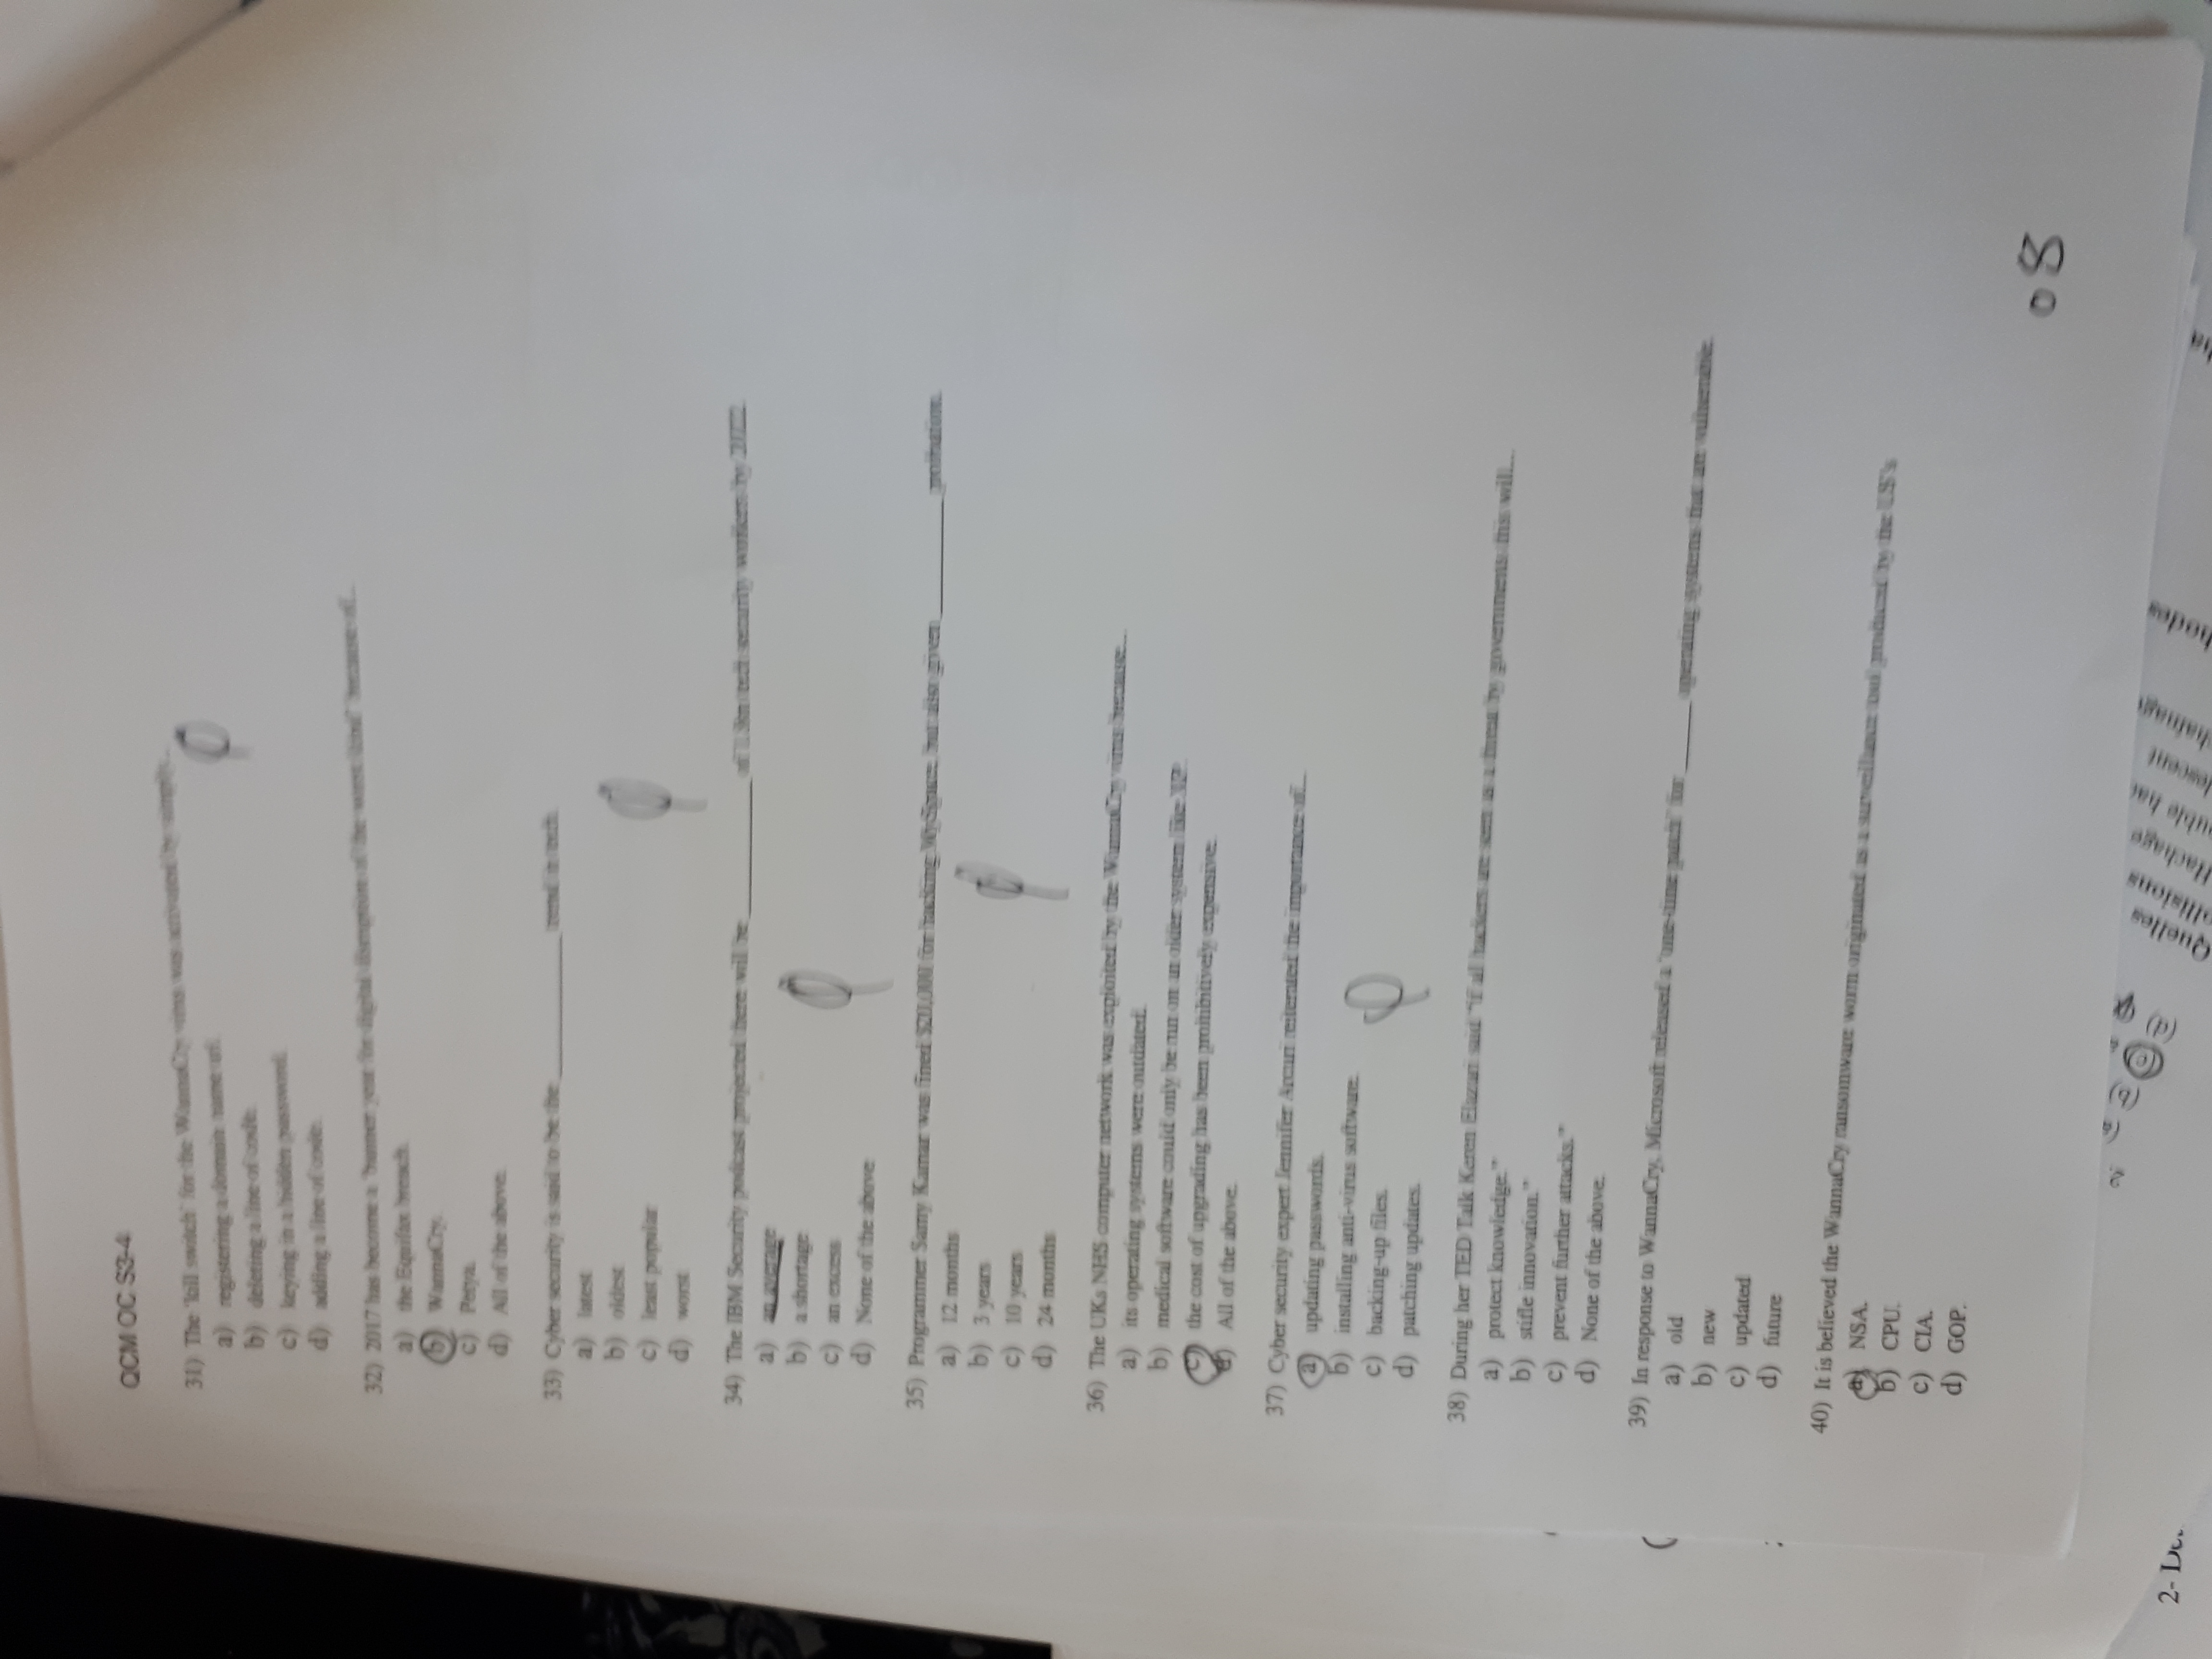 QCM OC S3-4
31) The 'kill switch' for the WannaCry virus was activated by simply...
a) registering a domain name url.
b) deleting a line of code.
c) keying in a hidden password.
d) adding a line of code.
32) 2017 has become a "banner year for digital disruption of the worst kind" because of...
a) the Equifax breach.
b) WannaCry.
c) Petya.
d) All of the above.
33) Cyber security is said to be the __________ trend in tech.
a) latest
b) oldest
c) least popular
d) worst
34) The IBM Security podcast projected there will be __________ of 1.8m tech security workers by 2022.
a) an average
b) a shortage
c) an excess
d) None of the above
35) Programmer Samy Kamar was fined $20,000 for hacking MySpace, but also given _________ probation.
a) 12 months
b) 3 years
c) 10 years
d) 24 months
36) The UKs NHS computer network was exploited by the WannaCry virus because...
a) its operating systems were outdated.
b) medical software could only be run on an older system like XP.
c) the cost of upgrading has been prohibitively expensive.
d) All of the above.
37) Cyber security expert Jennifer Arcuri reiterated the importance of...
a) updating passwords.
b) installing anti-virus software.
c) backing-up files.
d) patching updates.
38) During her TED Talk Keren Elazari said "if all hackers are seen as a threat by governments this will...
a) protect knowledge."
b) stifle innovation."
c) prevent further attacks."
d) None of the above.
39) In response to WannaCry, Microsoft released a "one-time patch" for _____ operating systems that are vulnerable.
a) old
b) new
c) updated
d) future
40) It is believed the WannaCry ransomware worm originated as a surveillance tool produced by the US's
a) NSA.
b) CPU.
c) CIA.
d) GOP.
08
(b)
(c)
(d)
Quelles
ollisions
Hachage
uble ha
lescent
hodes
2- De